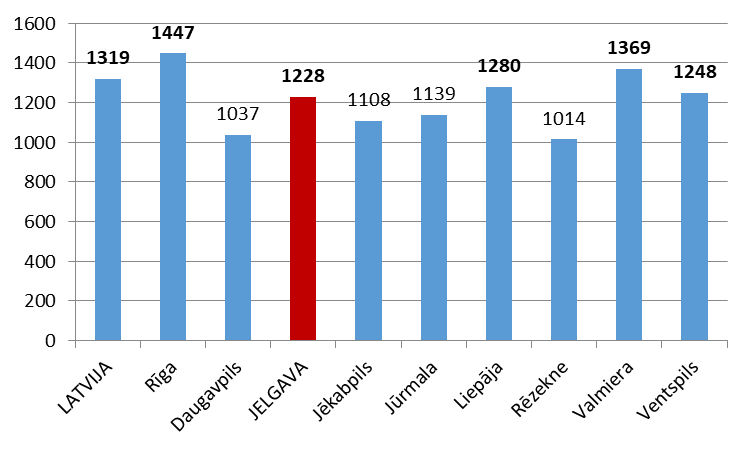 1600
1400
1200
1000
800
600
400
200
0
1319
1447
1037
1228
1108
1139
1280
1014
1369
1248
LATVIJA
Rīga
Daugavpils
JELGAVA
Jēkabpils
Jūrmala
Liepāja
Rēzekne
Valmiera
Ventspils